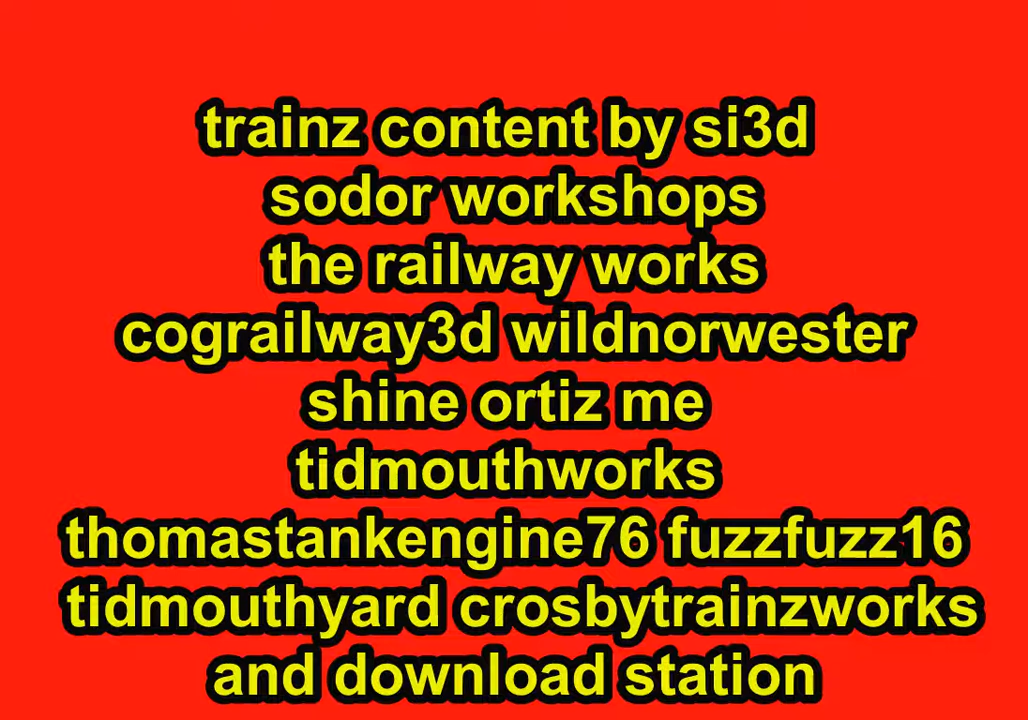 trainz content by si3d
sodor workshops
the railway works
cograilway3d wildnorwester
shine ortiz me
tidmouthworks
thomastankengine76 fuzzfuzz16
tidmouthyard crosbytrainzworks
and download station